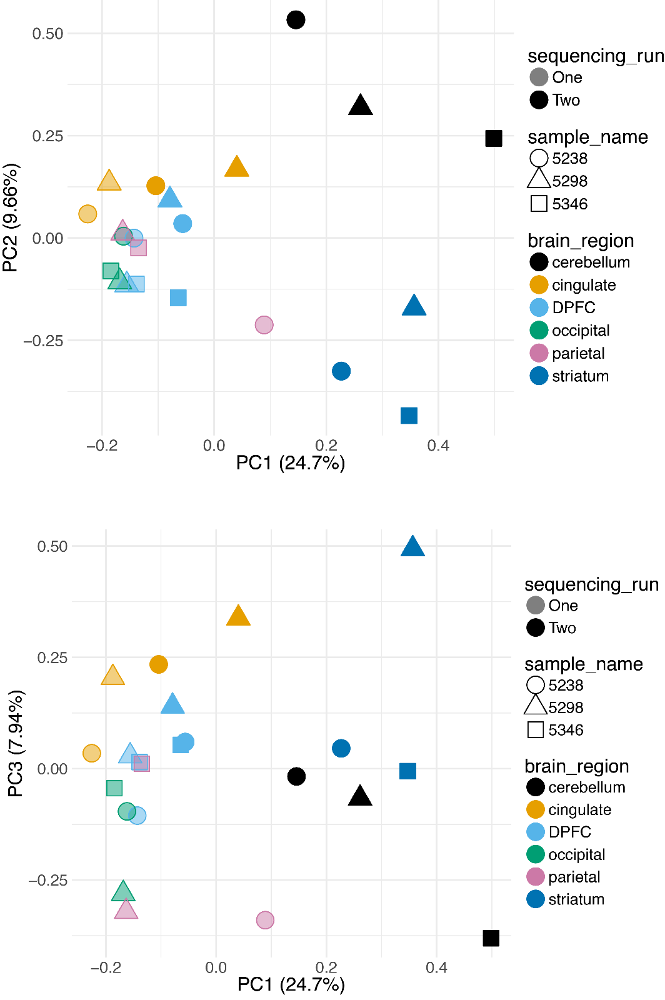 0.50
0.25
0.00
−0.25
PC2 (9.66%)
−0.2 0.0 0.2 0.4
PC1 (24.7%)
sequencing_run
One
Two
sample_name
5238
5298
5346
brain_region
cerebellum
cingulate
DPFC
occipital
parietal
striatum
0.50
0.25
0.00
−0.25
PC3 (7.94%)
−0.2 0.0 0.2 0.4
PC1 (24.7%)
sequencing_run
One
Two
sample_name
5238
5298
5346
brain_region
cerebellum
cingulate
DPFC
occipital
parietal
striatum